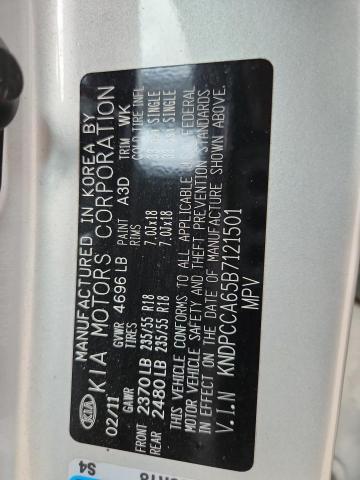 MANUFACTURED IN KOREA BY
KIA KIA MOTORS CORPORATION
02/11 GVWR 4696 LB PAINT A3D TRIM WK
GAWR TIRES RIMS COLD TIRE INFL
FRONT 2370 LB 235/55 R18 7.0Jx18 SINGLE
REAR 2480 LB 235/55 R18 7.0Jx18 SINGLE
THIS VEHICLE CONFORMS TO ALL APPLICABLE U.S. FEDERAL
MOTOR VEHICLE SAFETY AND THEFT PREVENTION STANDARDS
IN EFFECT ON THE DATE OF MANUFACTURE SHOWN ABOVE.
V.I.N KNDPCCA65B7121501
MPV
S4